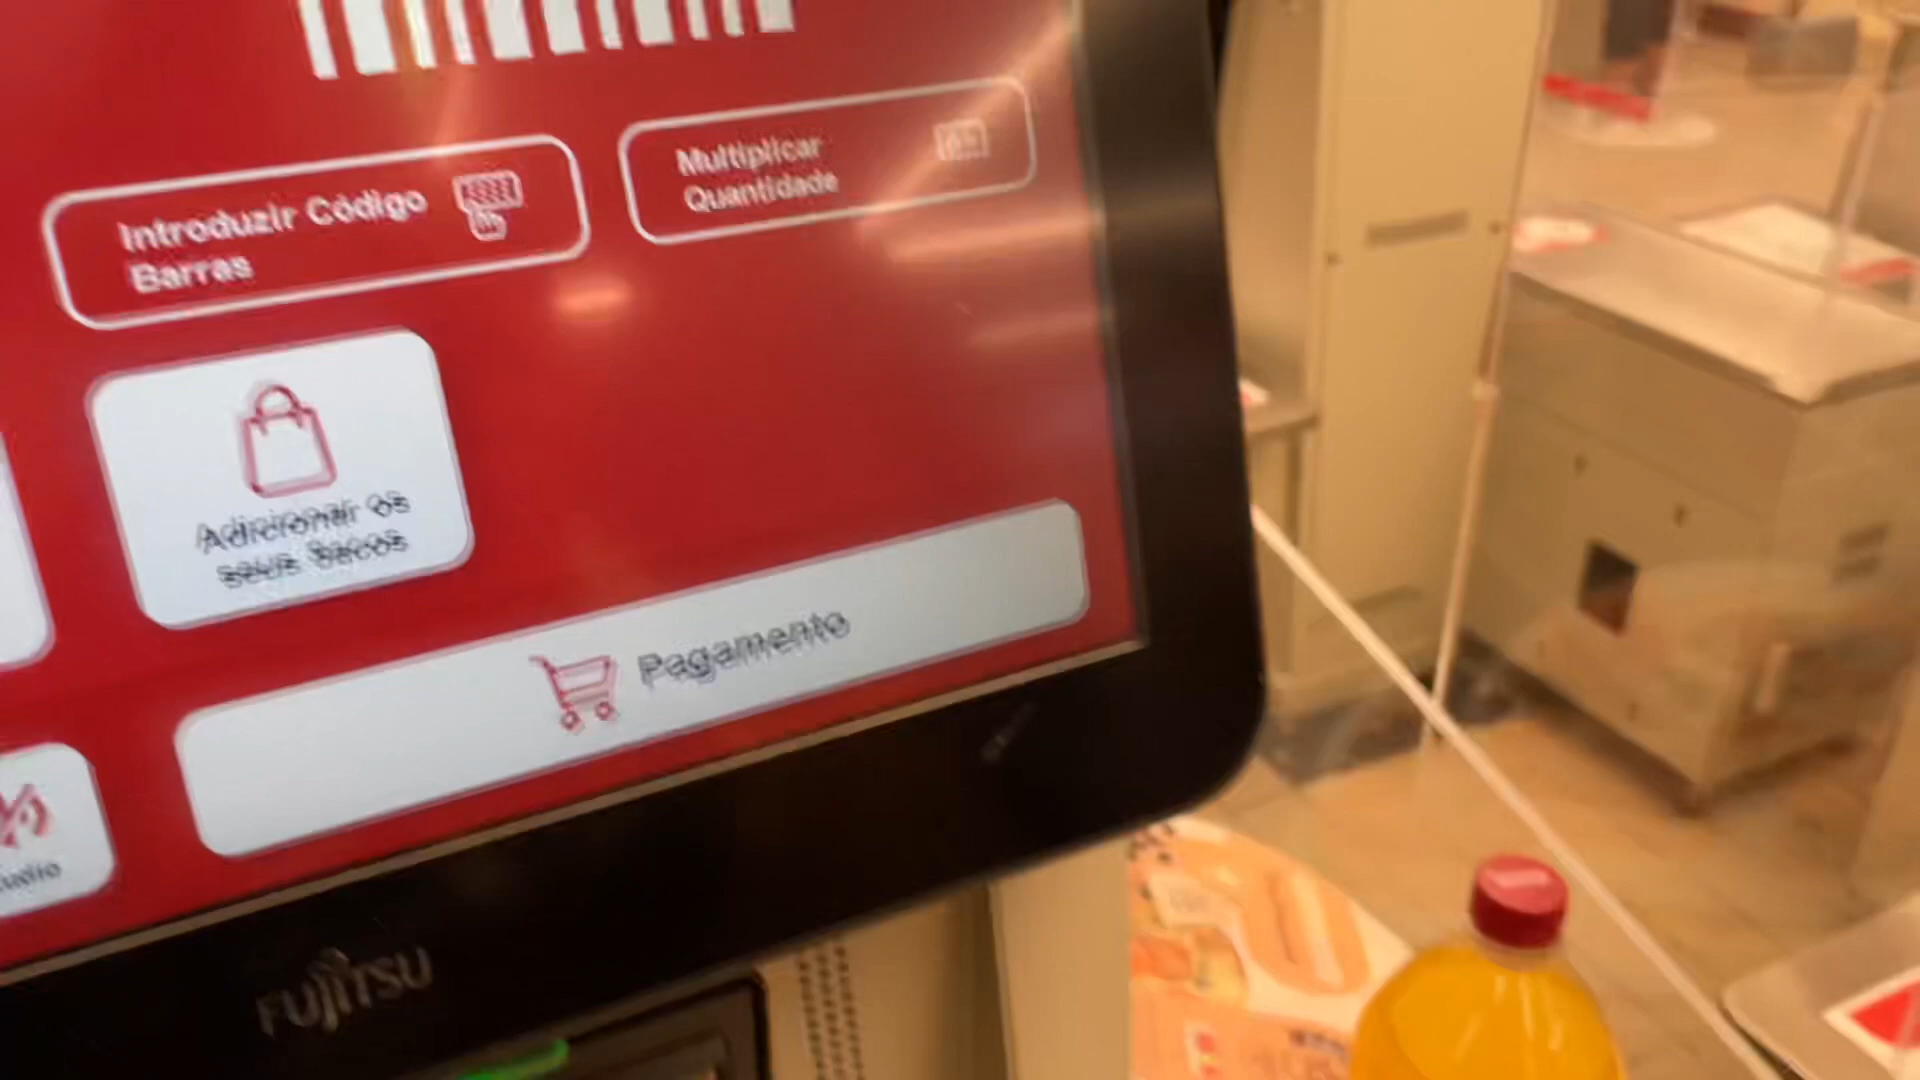 Introduzir Código
Barras
Multiplicar
Quantidade
Adicionar os
seus Sacos
Pagamento
FUJITSU